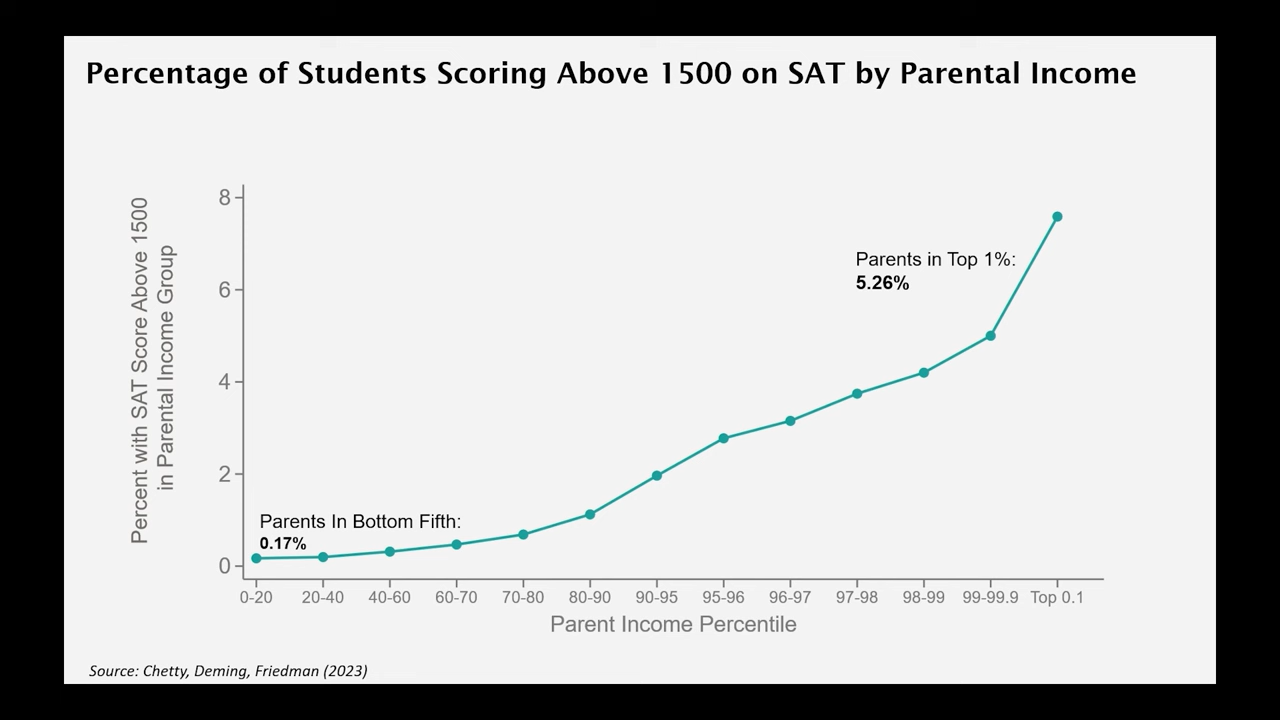 Percentage of Students Scoring Above 1500 on SAT by Parental Income
Percent with SAT Score Above 1500
in Parental Income Group
8
6
4
2
0
Parents in Top 1%:
5.26%
Parents In Bottom Fifth:
0.17%
0-20 20-40 40-60 60-70 70-80 80-90 90-95 95-96 96-97 97-98 98-99 99-99.9 Top 0.1
Parent Income Percentile
Source: Chetty, Deming, Friedman (2023)